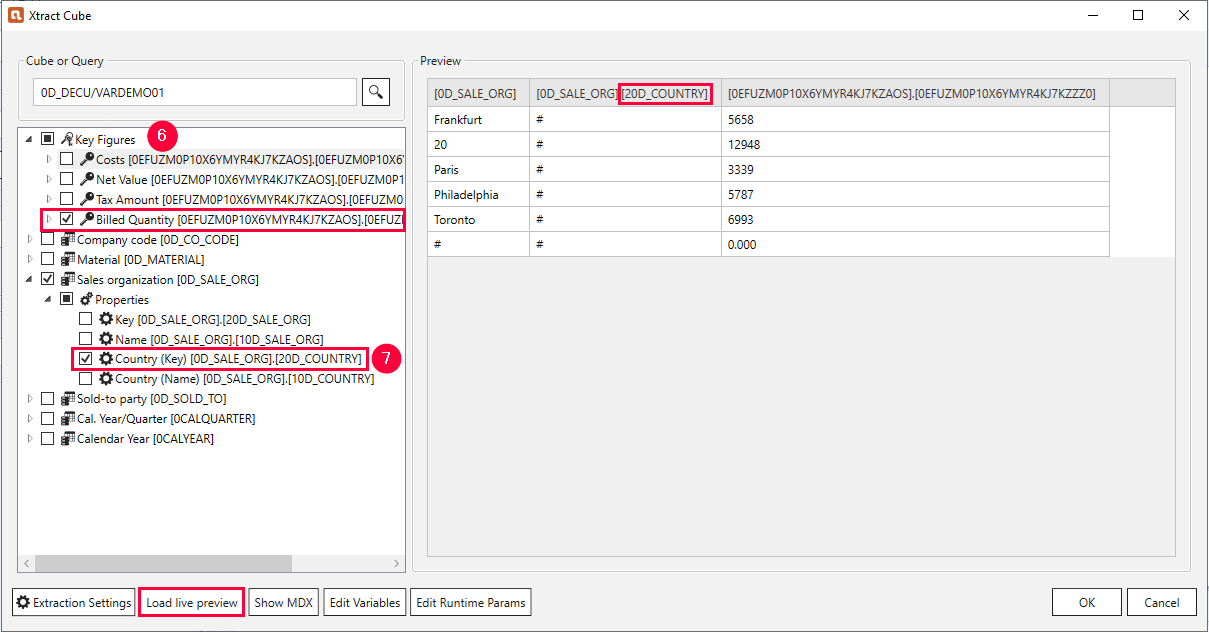 Xtract Cube
Cube or Query
0D_DECU/VARDEMO01
Key Figures
6
Costs [0EFUZM0P10X6YMYR4KJ7KZAOS].[0EFUZM0P10X6Y
Net Value [0EFUZM0P10X6YMYR4KJ7KZAOS].[0EFUZM0P1
Tax Amount [0EFUZM0P10X6YMYR4KJ7KZAOS].[0EFUZM0
Billed Quantity [0EFUZM0P10X6YMYR4KJ7KZAOS].[0EFUZ
Company code [0D_CO_CODE]
Material [0D_MATERIAL]
Sales organization [0D_SALE_ORG]
Properties
Key [0D_SALE_ORG].[20D_SALE_ORG]
Name [0D_SALE_ORG].[10D_SALE_ORG]
Country (Key) [0D_SALE_ORG].[20D_COUNTRY]
7
Country (Name) [0D_SALE_ORG].[10D_COUNTRY]
Sold-to party [0D_SOLD_TO]
Cal. Year/Quarter [0CALQUARTER]
Calendar Year [0CALYEAR]
Preview
[0D_SALE_ORG] [0D_SALE_ORG].[20D_COUNTRY] [0EFUZM0P10X6YMYR4KJ7KZAOS].[0EFUZM0P10X6YMYR4KJ7KZZZ0]
Frankfurt # 5658
20 # 12948
Paris # 3339
Philadelphia # 5787
Toronto # 6993
# # 0.000
Extraction Settings
Load live preview
Show MDX
Edit Variables
Edit Runtime Params
OK
Cancel